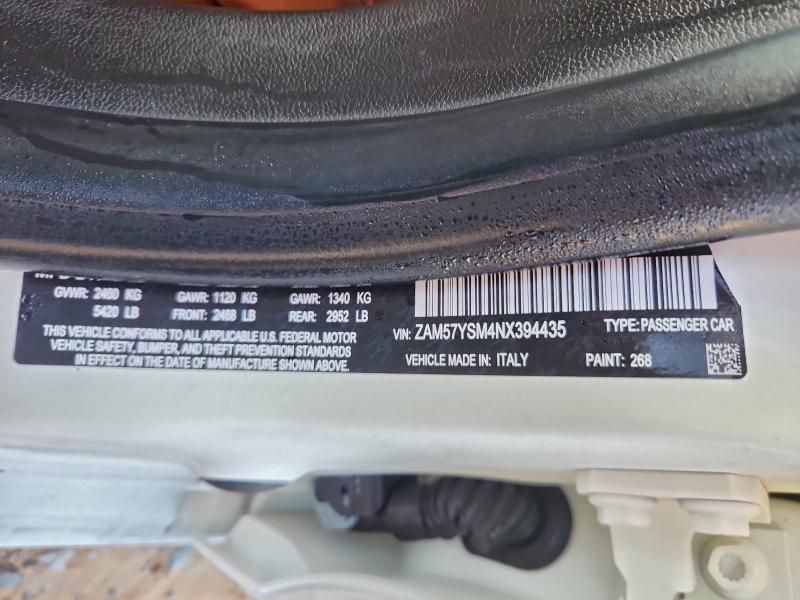 GVWR: 2460 KG GAWR: 1120 KG GAWR: 1340 KG
5420 LB FRONT: 2468 LB REAR: 2952 LB
THIS VEHICLE CONFORMS TO ALL APPLICABLE U.S. FEDERAL MOTOR
VEHICLE SAFETY, BUMPER, AND THEFT PREVENTION STANDARDS
IN EFFECT ON THE DATE OF MANUFACTURE SHOWN ABOVE.
VIN: ZAM57YSM4NX394435 TYPE: PASSENGER CAR
VEHICLE MADE IN: ITALY PAINT: 268